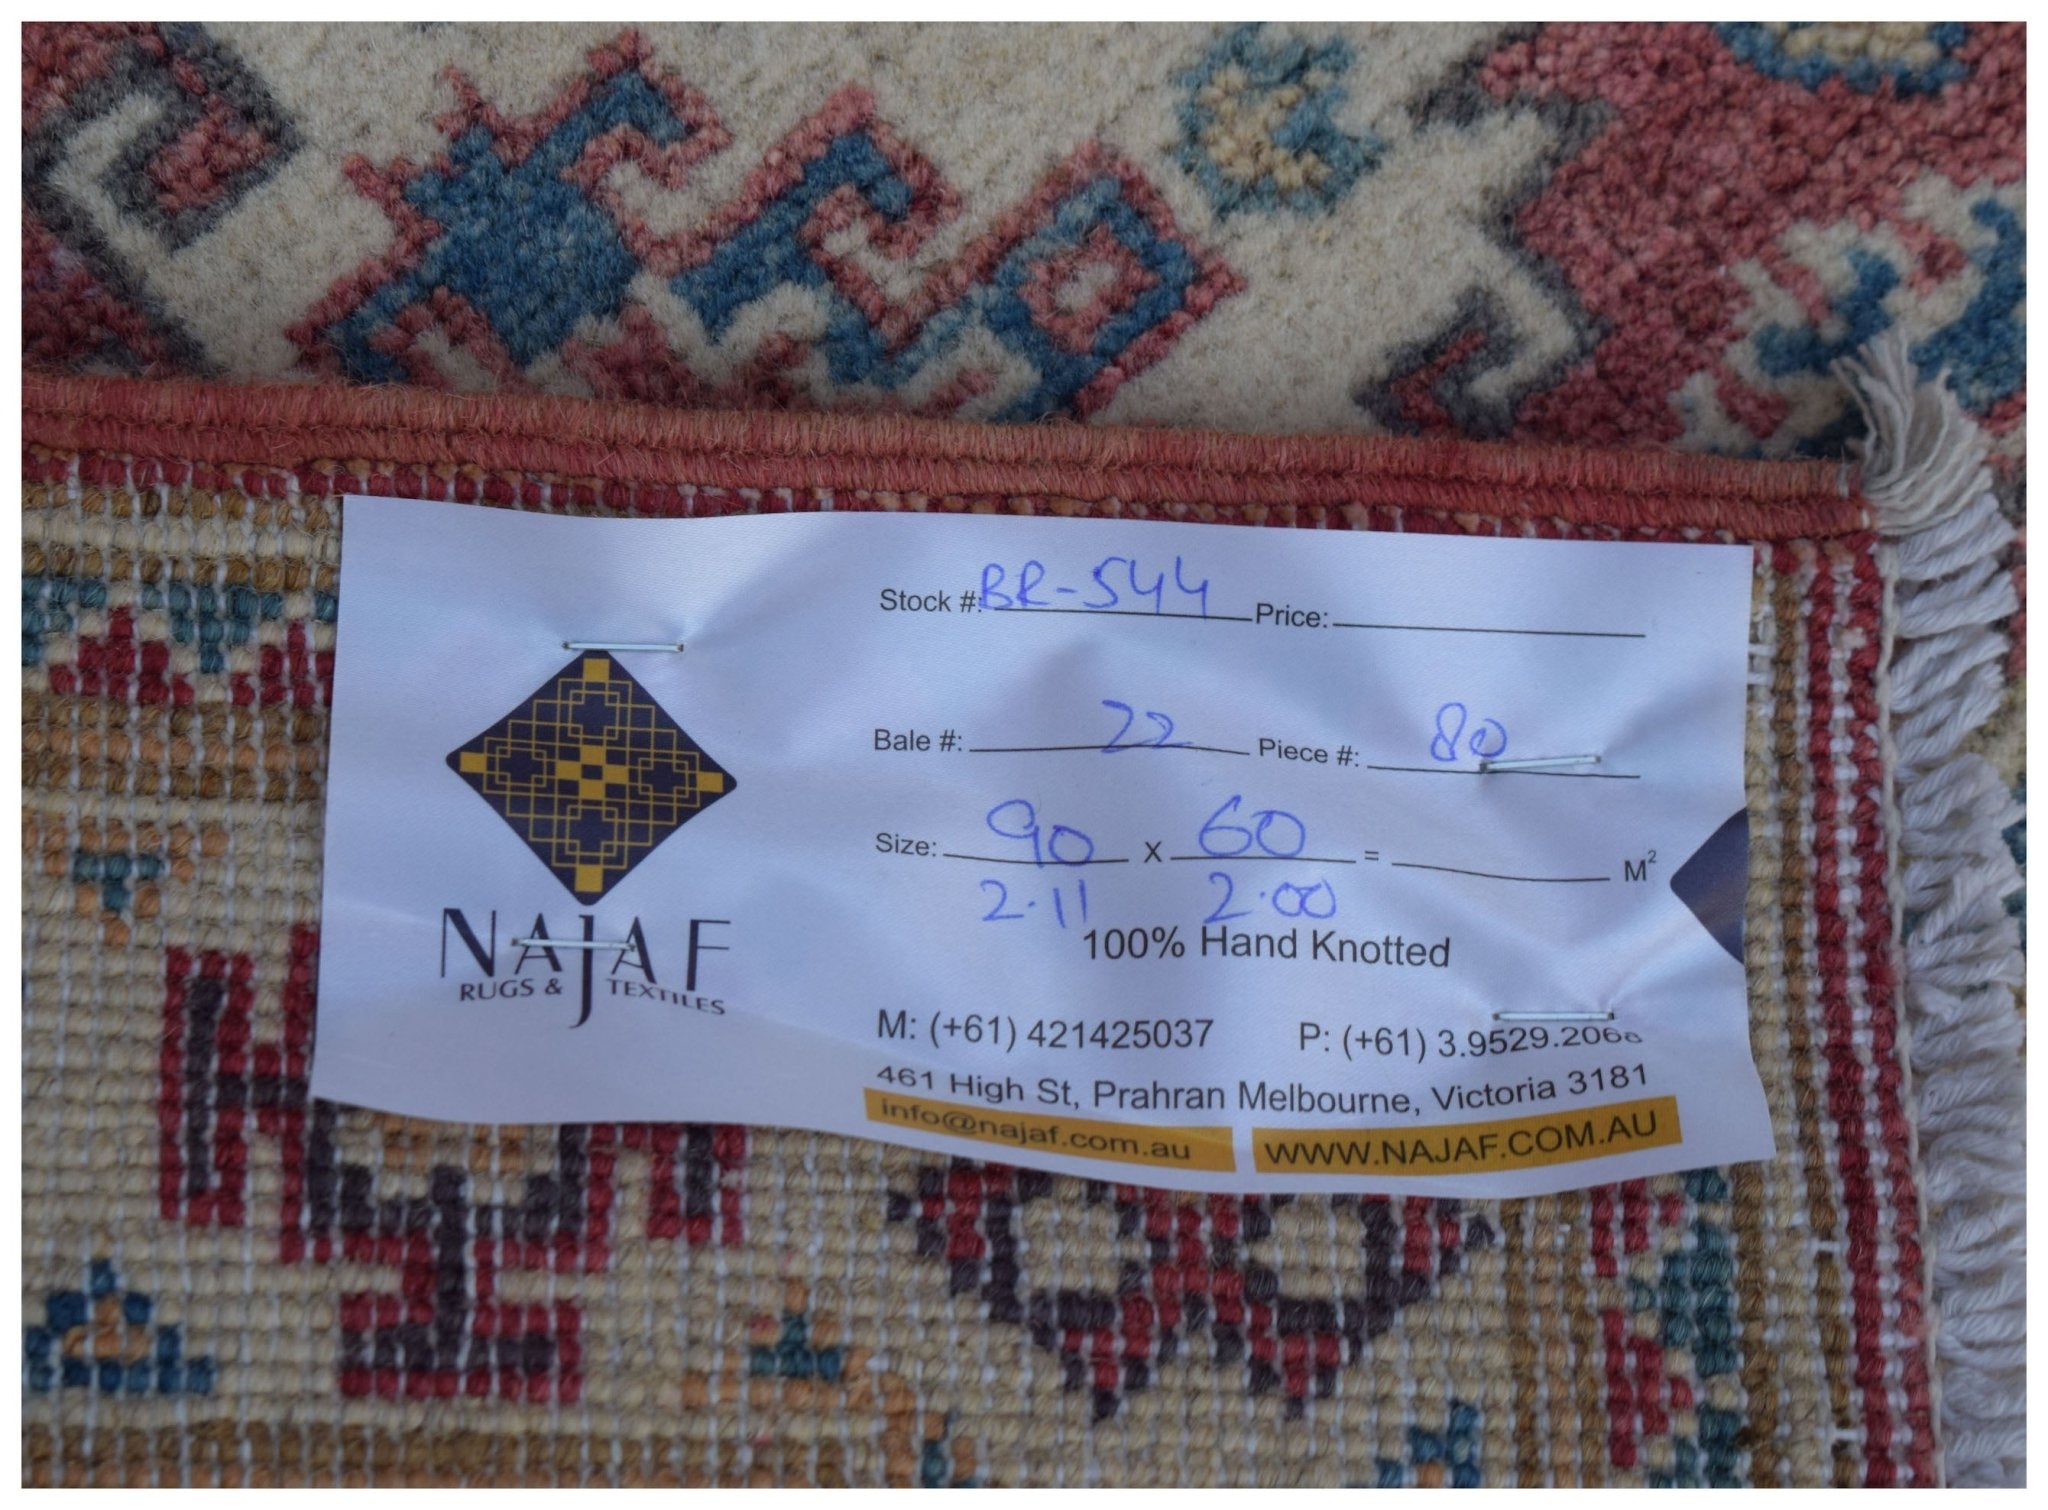 Stock #: BR-544 Price:
Bale #: 22 Piece #: 80
Size: 90 X 60 = M²
2.11 2.00
100% Hand Knotted
NAJAF
RUGS & TEXTILES
M: (+61) 421425037 P: (+61) 3.9529.2068
461 High St, Prahran Melbourne, Victoria 3181
info@najaf.com.au WWW.NAJAF.COM.AU